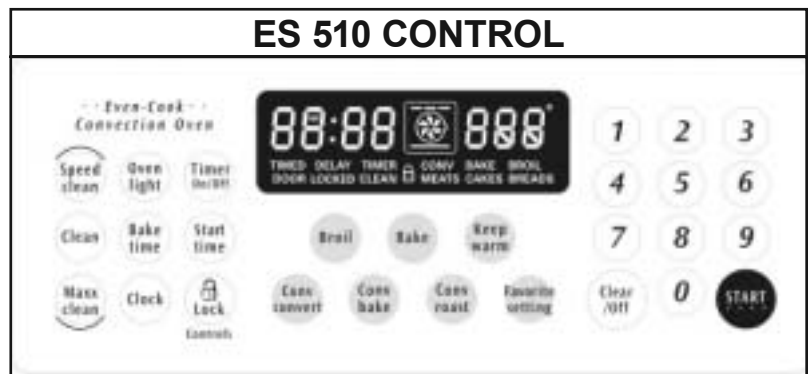 ES 510 CONTROL
Even-Cook
Convection Oven
88:88 888°
TIMED DELAY TIMER CONV BAKE BROIL
DOOR LOCKED CLEAN MEATS CAKES BREADS
Speed
clean
Oven
light
Timer
On/Off
Clean
Bake
time
Start
time
Maxx
clean
Clock
Lock
Controls
Broil
Bake
Keep
warm
Conv
convert
Conv
bake
Conv
roast
Favorite
setting
1 2 3
4 5 6
7 8 9
Clear
/Off
0
START